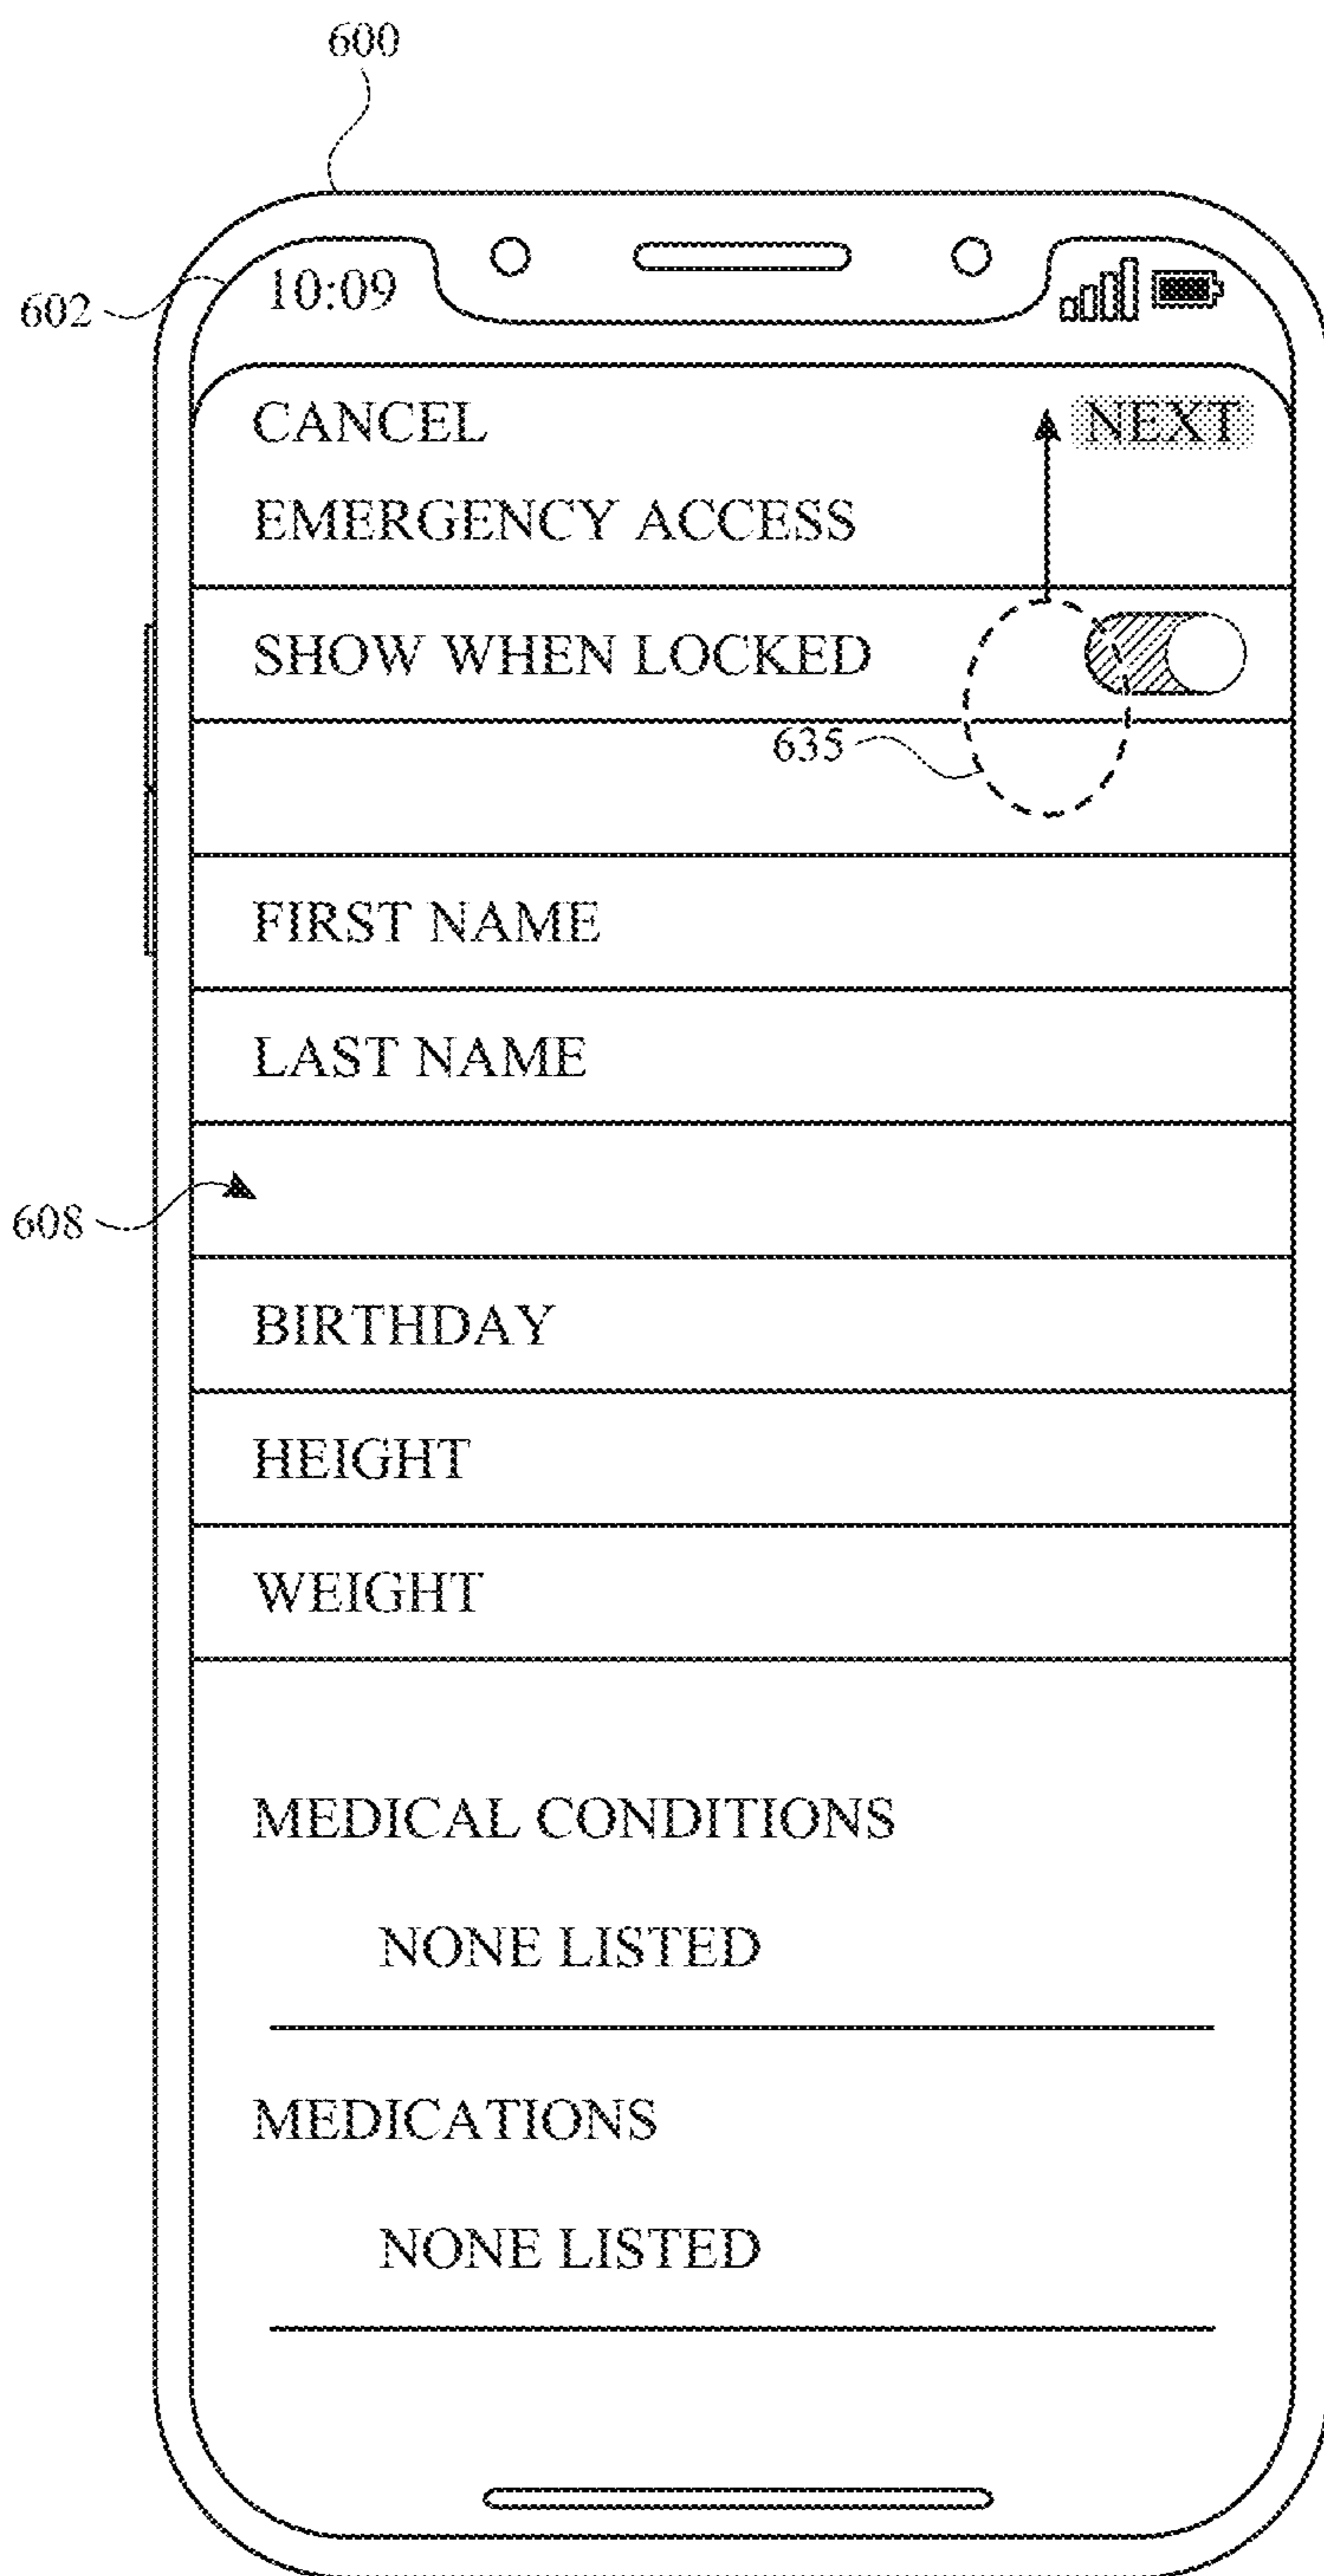 600
602
10:09
CANCEL NEXT
EMERGENCY ACCESS
SHOW WHEN LOCKED
635
FIRST NAME
LAST NAME
608
BIRTHDAY
HEIGHT
WEIGHT
MEDICAL CONDITIONS
NONE LISTED
MEDICATIONS
NONE LISTED